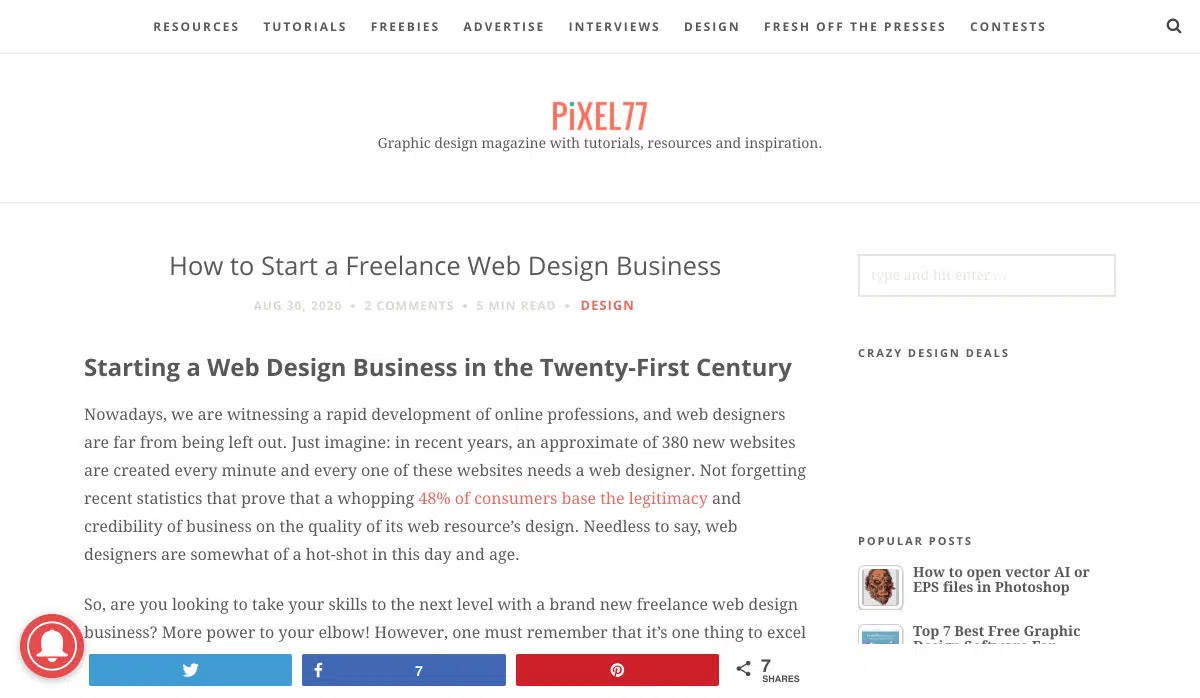 RESOURCES TUTORIALS FREEBIES ADVERTISE INTERVIEWS DESIGN FRESH OFF THE PRESSES CONTESTS
PiXEL77
Graphic design magazine with tutorials, resources and inspiration.
How to Start a Freelance Web Design Business
AUG 30, 2020 • 2 COMMENTS • 5 MIN READ • DESIGN
Starting a Web Design Business in the Twenty-First Century
Nowadays, we are witnessing a rapid development of online professions, and web designers
are far from being left out. Just imagine: in recent years, an approximate of 380 new websites
are created every minute and every one of these websites needs a web designer. Not forgetting
recent statistics that prove that a whopping 48% of consumers base the legitimacy and
credibility of business on the quality of its web resource’s design. Needless to say, web
designers are somewhat of a hot-shot in this day and age.
So, are you looking to take your skills to the next level with a brand new freelance web design
business? More power to your elbow! However, one must remember that it’s one thing to excel
7
7
SHARES
type and hit enter ...
CRAZY DESIGN DEALS
POPULAR POSTS
How to open vector AI or
EPS files in Photoshop
Top 7 Best Free Graphic
Design Software For